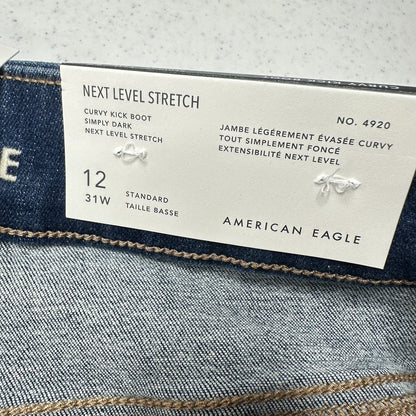 NEXT LEVEL STRETCH
CURVY KICK BOOT
SIMPLY DARK
NEXT LEVEL STRETCH
NO. 4920
JAMBE LÉGÉREMENT ÉVASÉE CURVY
TOUT SIMPLEMENT FONCÉ
EXTENSIBILITÉ NEXT LEVEL
12
31W
STANDARD
TAILLE BASSE
AMERICAN EAGLE
E